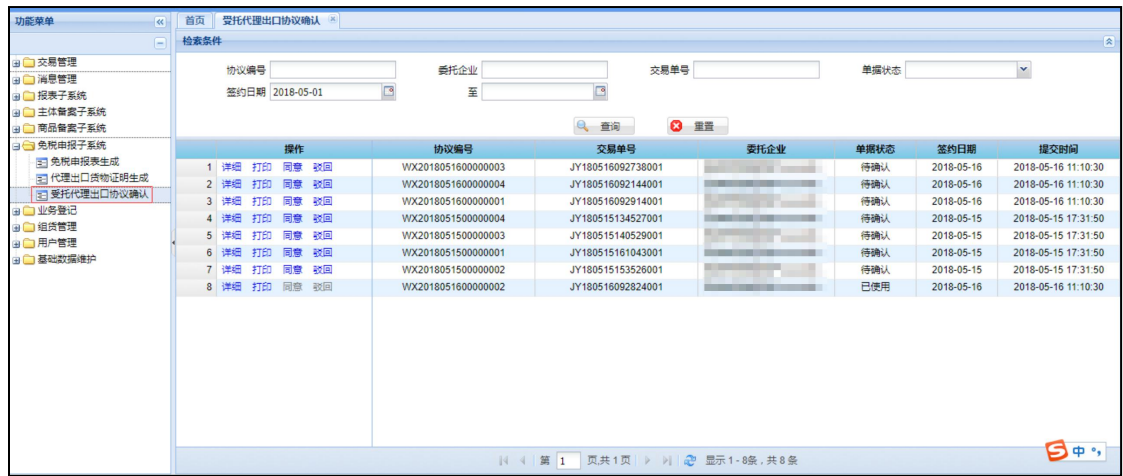 功能菜单
首页 受托代理出口协议确认
检索条件
交易管理
消息管理
报表子系统
主体备案子系统
商品备案子系统
免税申报子系统
免税申报表生成
代理出口货物证明生成
受托代理出口协议确认
业务登记
组货管理
用户管理
基础数据维护
协议编号 委托企业 交易单号 单据状态
签约日期 2018-05-01 至
查询 重置
操作 协议编号 交易单号 委托企业 单据状态 签约日期 提交时间
1 详细 打印 同意 驳回 WX2018051600000003 JY180516092738001 待确认 2018-05-16 2018-05-16 11:10:30
2 详细 打印 同意 驳回 WX2018051600000004 JY180516092144001 待确认 2018-05-16 2018-05-16 11:10:30
3 详细 打印 同意 驳回 WX2018051600000001 JY180516092914001 待确认 2018-05-16 2018-05-16 11:10:30
4 详细 打印 同意 驳回 WX2018051500000004 JY180515134527001 待确认 2018-05-15 2018-05-15 17:31:50
5 详细 打印 同意 驳回 WX2018051500000003 JY180515140529001 待确认 2018-05-15 2018-05-15 17:31:50
6 详细 打印 同意 驳回 WX2018051500000001 JY180515161043001 待确认 2018-05-15 2018-05-15 17:31:50
7 详细 打印 同意 驳回 WX2018051500000002 JY180515153526001 待确认 2018-05-15 2018-05-15 17:31:50
8 详细 打印 同意 驳回 WX2018051600000002 JY180516092824001 已使用 2018-05-16 2018-05-16 11:10:30
第 1 页,共1页 显示 1 - 8条，共 8 条
中